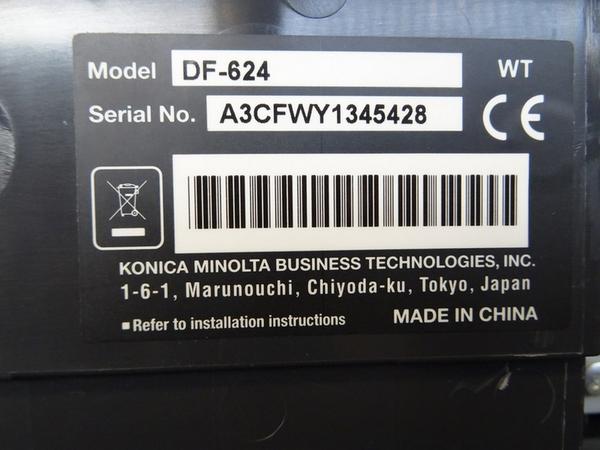 Model DF-624 WT
Serial No. A3CFWY1345428 CE
KONICA MINOLTA BUSINESS TECHNOLOGIES, INC.
1-6-1, Marunouchi, Chiyoda-ku, Tokyo, Japan
■Refer to installation instructions MADE IN CHINA